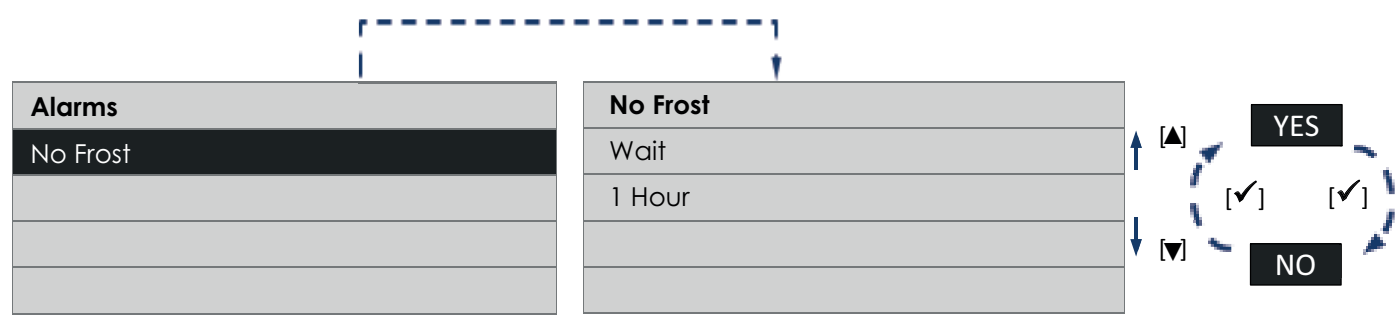 Alarms
No Frost
No Frost
Wait
1 Hour
[▲]
[▼]
YES
[✔] [✔]
NO